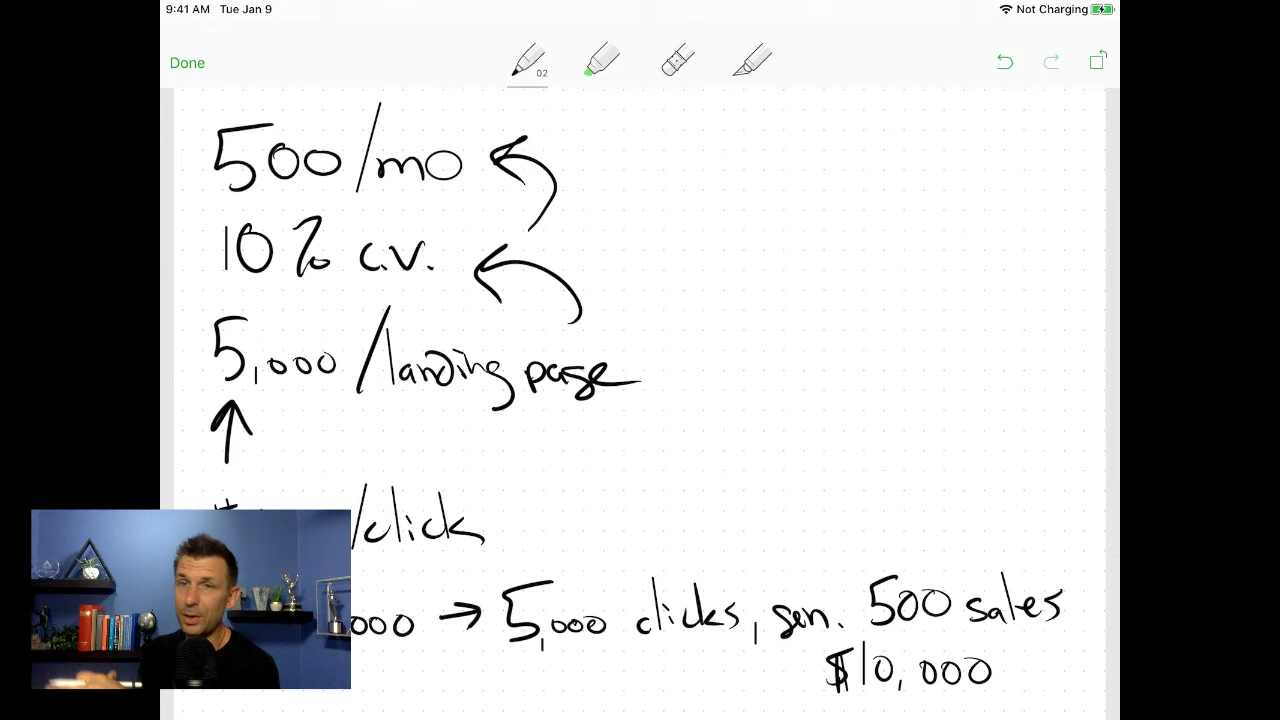 9:41 AM Tue Jan 9
Not Charging
Done
02
500/mo
10% c.v.
5,000/landing page
/click
000 → 5,000 clicks, gen. 500 sales
$10,000